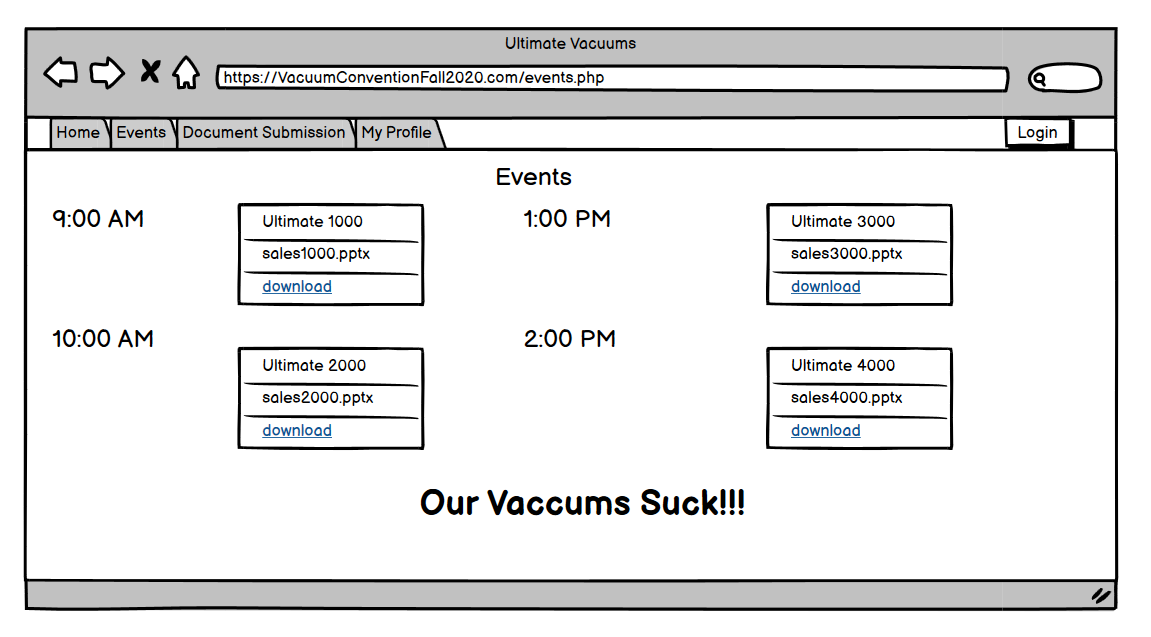 Ultimate Vacuums
https://VacuumConventionFall2020.com/events.php
Home Events Document Submission My Profile Login
Events
9:00 AM
Ultimate 1000
sales1000.pptx
download
1:00 PM
Ultimate 3000
sales3000.pptx
download
10:00 AM
Ultimate 2000
sales2000.pptx
download
2:00 PM
Ultimate 4000
sales4000.pptx
download
Our Vaccums Suck!!!